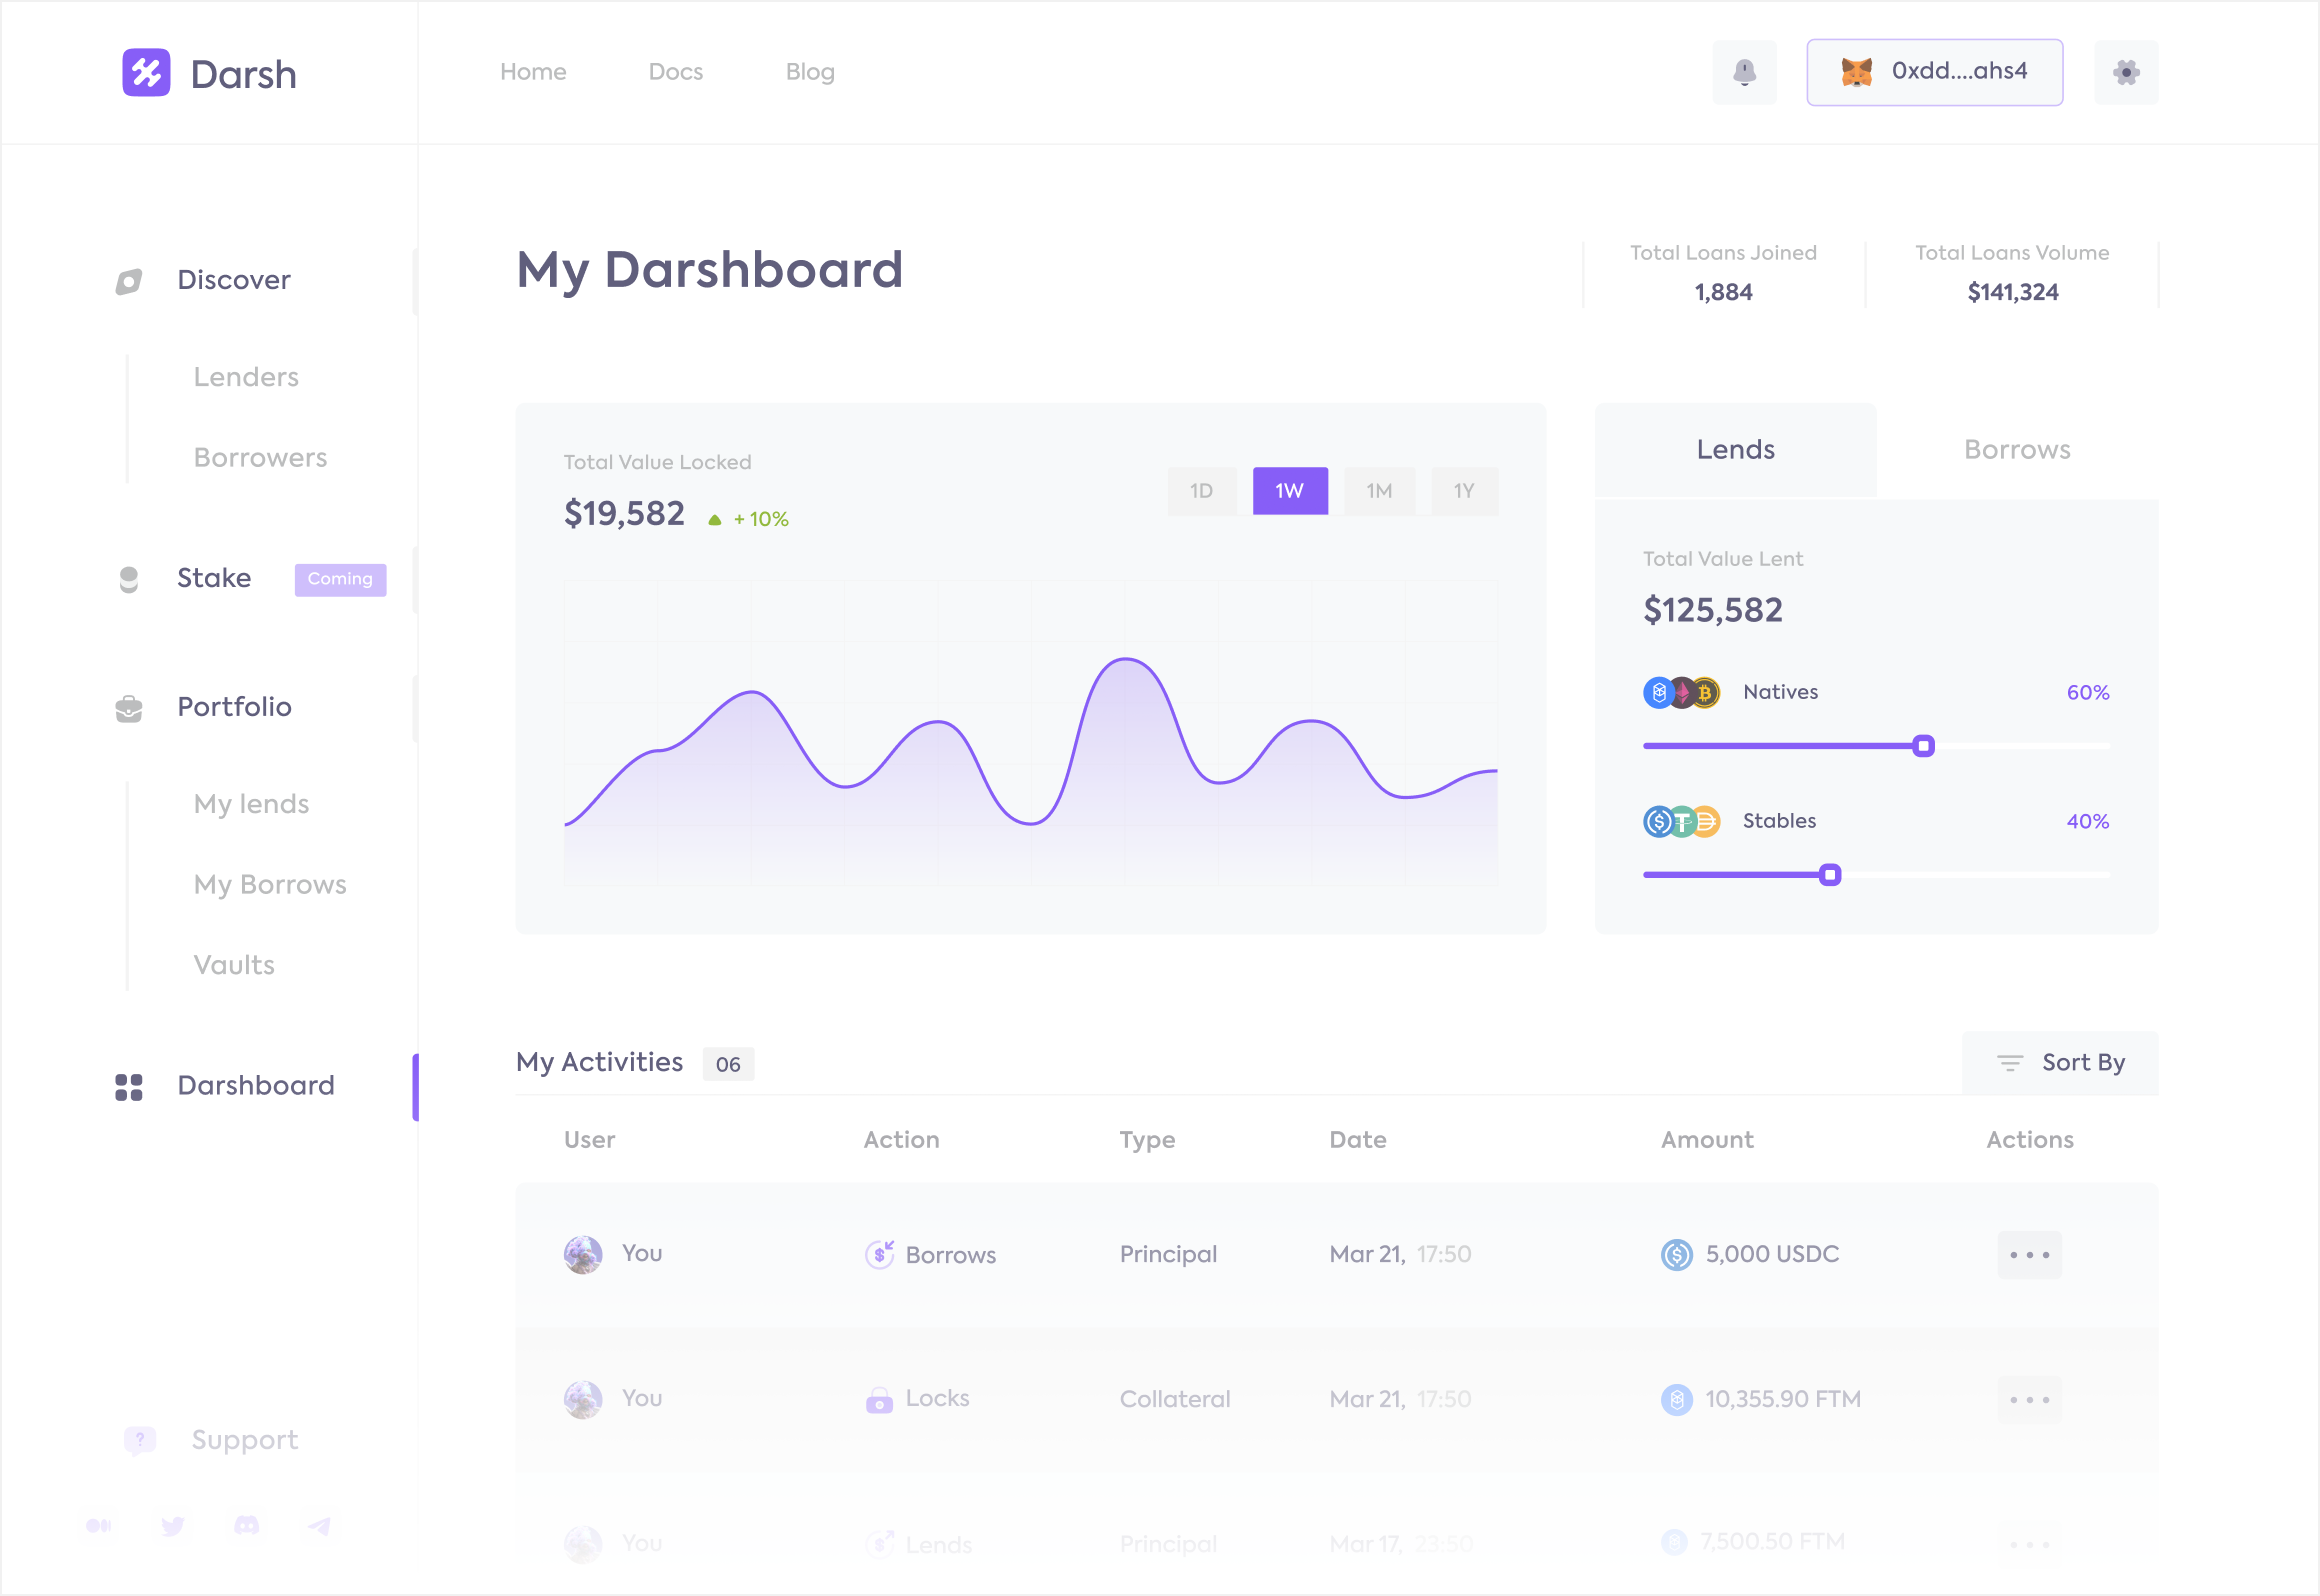 Darsh
Home
Docs
Blog
0xdd....ahs4
Discover
Lenders
Borrowers
Stake
Coming
Portfolio
My lends
My Borrows
Vaults
Darshboard
Support
My Darshboard
Total Loans Joined
1,884
Total Loans Volume
$141,324
Total Value Locked
$19,582
+ 10%
1D
1W
1M
1Y
Lends
Borrows
Total Value Lent
$125,582
Natives
60%
Stables
40%
My Activities
06
Sort By
User Action Type Date Amount Actions
You Borrows Principal Mar 21, 17:50 5,000 USDC
You Locks Collateral Mar 21, 17:50 10,355.90 FTM
You Lends Principal Mar 17, 23:50 7,500.50 FTM